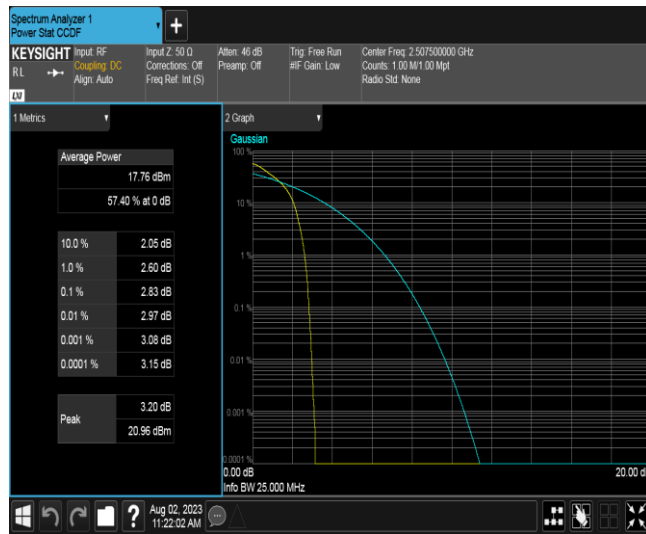 Spectrum Analyzer 1
Power Stat CCDF
+
KEYSIGHT
RL
LXI
Input: RF
Coupling: DC
Align: Auto
Input Z: 50 Ω
Corrections: Off
Freq Ref: Int (S)
Atten: 46 dB
Preamp: Off
Trig: Free Run
#IF Gain: Low
Center Freq: 2.507500000 GHz
Counts: 1.00 M/1.00 Mpt
Radio Std: None
1 Metrics
Average Power
17.76 dBm
57.40 % at 0 dB
10.0 % 2.05 dB
1.0 % 2.60 dB
0.1 % 2.83 dB
0.01 % 2.97 dB
0.001 % 3.08 dB
0.0001 % 3.15 dB
Peak
3.20 dB
20.96 dBm
2 Graph
Gaussian
100 %
10 %
1 %
0.1 %
0.01 %
0.001 %
0.0001 %
0.00 dB
20.00 d
Info BW 25.000 MHz
?
Aug 02, 2023
11:22:02 AM